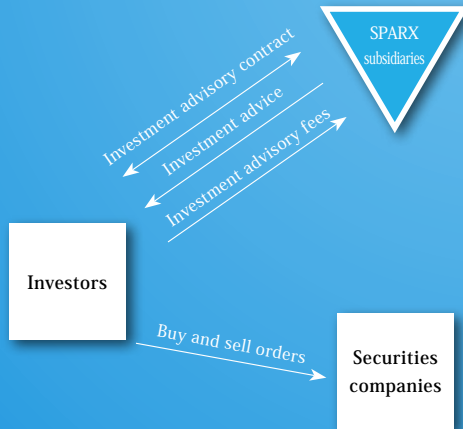 SPARX
subsidiaries
Investment advisory contract
Investment advice
Investment advisory fees
Investors
Buy and sell orders
Securities
companies